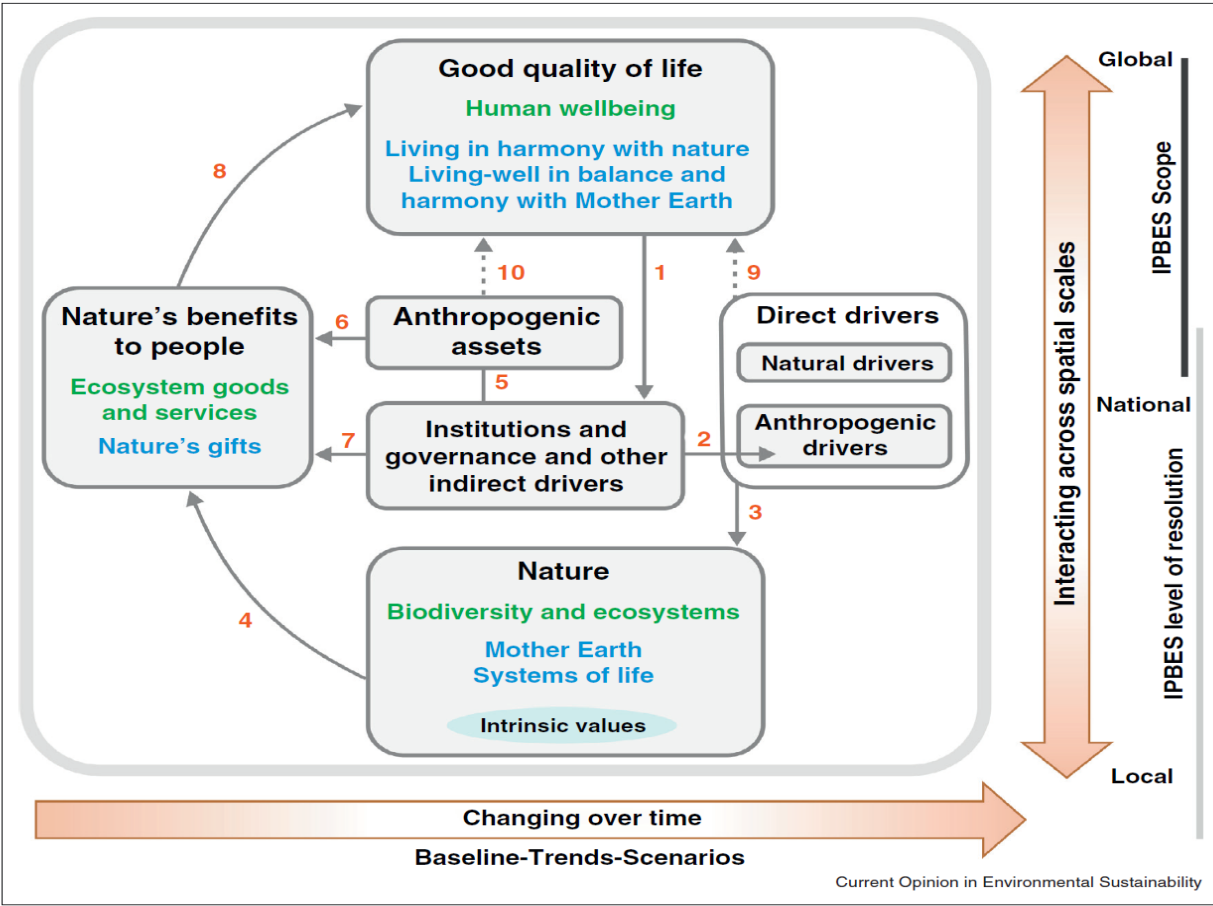 Good quality of life
Human wellbeing
Living in harmony with nature
Living-well in balance and
harmony with Mother Earth
8
10
1
9
Nature’s benefits
to people
Ecosystem goods
and services
Nature’s gifts
6
Anthropogenic
assets
5
7
Institutions and
governance and other
indirect drivers
2
Direct drivers
Natural drivers
Anthropogenic
drivers
3
4
Nature
Biodiversity and ecosystems
Mother Earth
Systems of life
Intrinsic values
Interacting across spatial scales
Global
National
Local
IPBES Scope
IPBES level of resolution
Changing over time
Baseline-Trends-Scenarios
Current Opinion in Environmental Sustainability